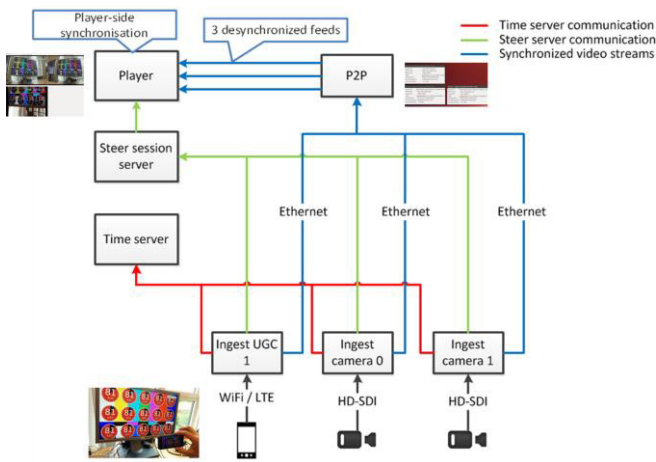 Player-side
synchronisation
3 desynchronized feeds
Time server communication
Steer server communication
Synchronized video streams
Player
P2P
Steer session
server
Ethernet
Ethernet
Ethernet
Time server
Ingest UGC
1
Ingest
camera 0
Ingest
camera 1
WiFi / LTE
HD-SDI
HD-SDI